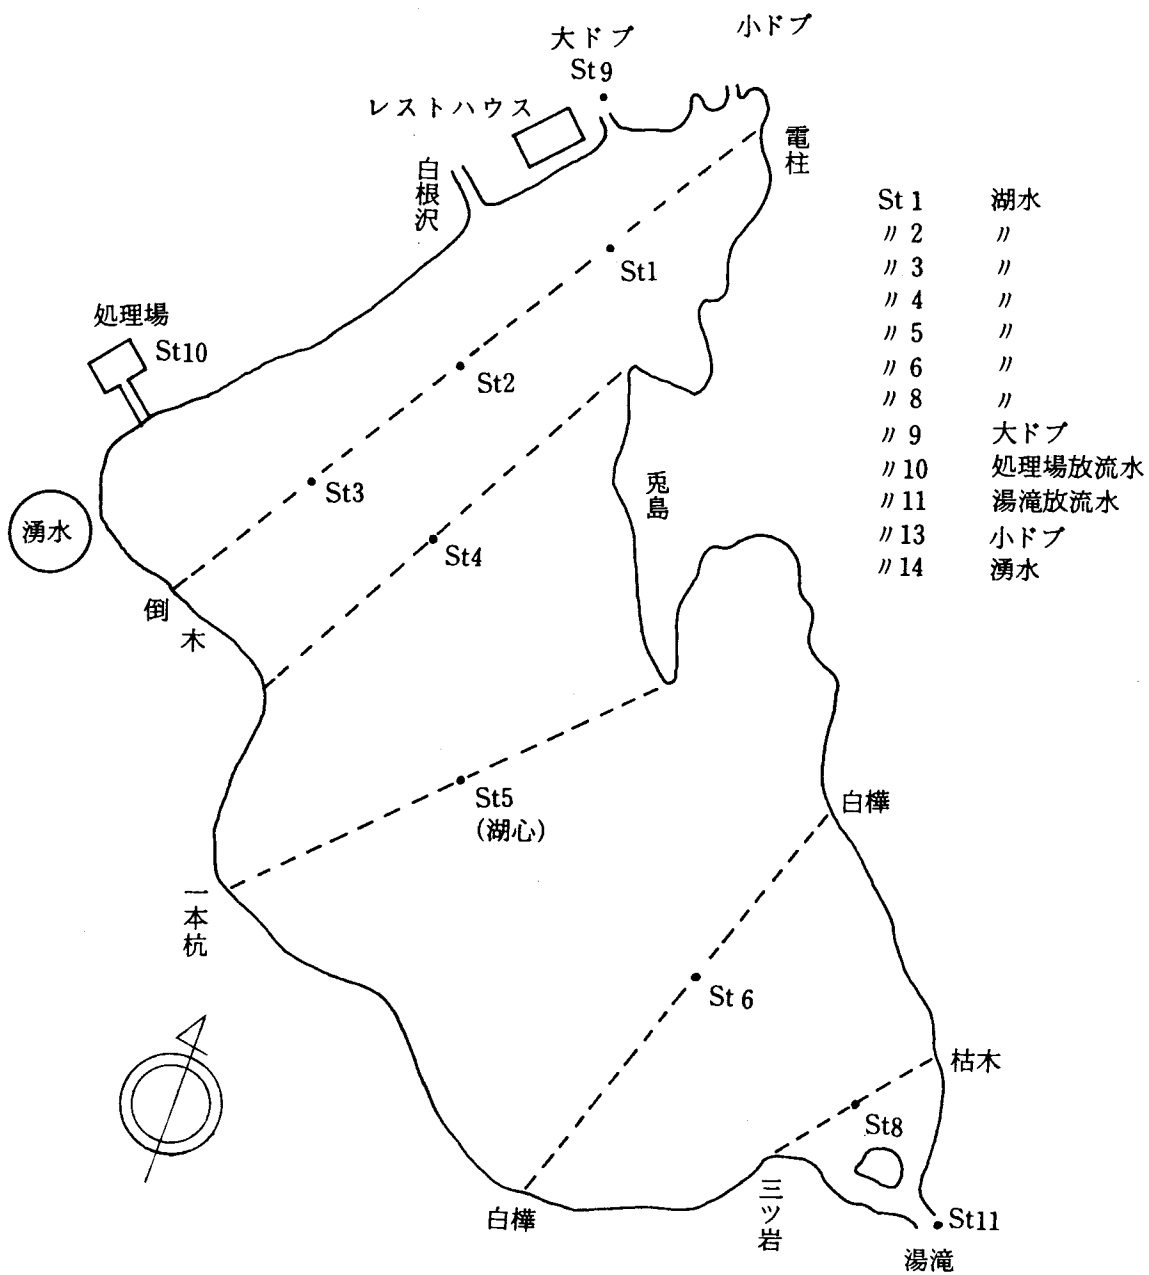 小ドブ
大ドブ
St9
レストハウス
電柱
白根沢
St1
処理場
St10
St2
St3
兎島
湧水
St4
倒木
St5
(湖心)
白樺
一本杭
St6
枯木
St8
白樺
三ツ岩
St11
湯滝
St1 湖水
〃2 〃
〃3 〃
〃4 〃
〃5 〃
〃6 〃
〃8 〃
〃9 大ドブ
〃10 処理場放流水
〃11 湯滝放流水
〃13 小ドブ
〃14 湧水